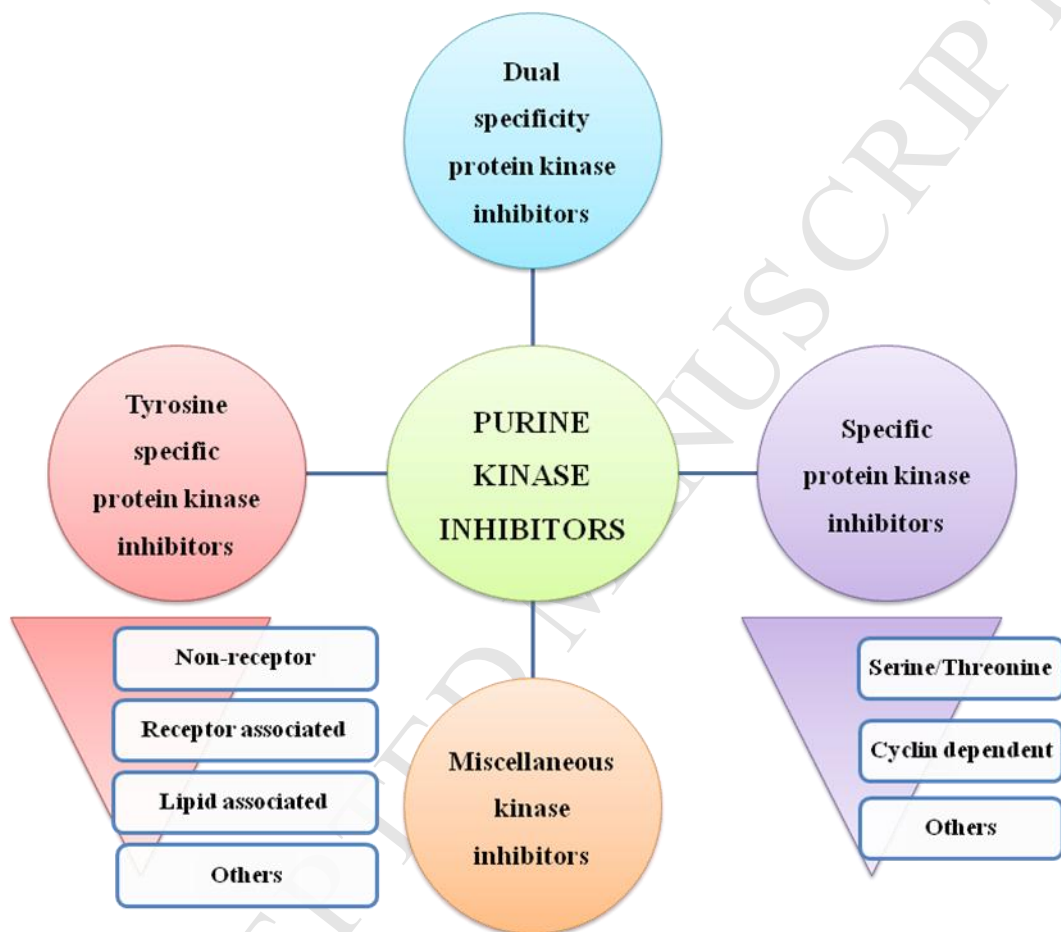 Dual
specificity
protein kinase
inhibitors
Tyrosine
specific
protein kinase
inhibitors
PURINE
KINASE
INHIBITORS
Specific
protein kinase
inhibitors
Non-receptor
Receptor associated
Lipid associated
Others
Miscellaneous
kinase
inhibitors
Serine/Threonine
Cyclin dependent
Others